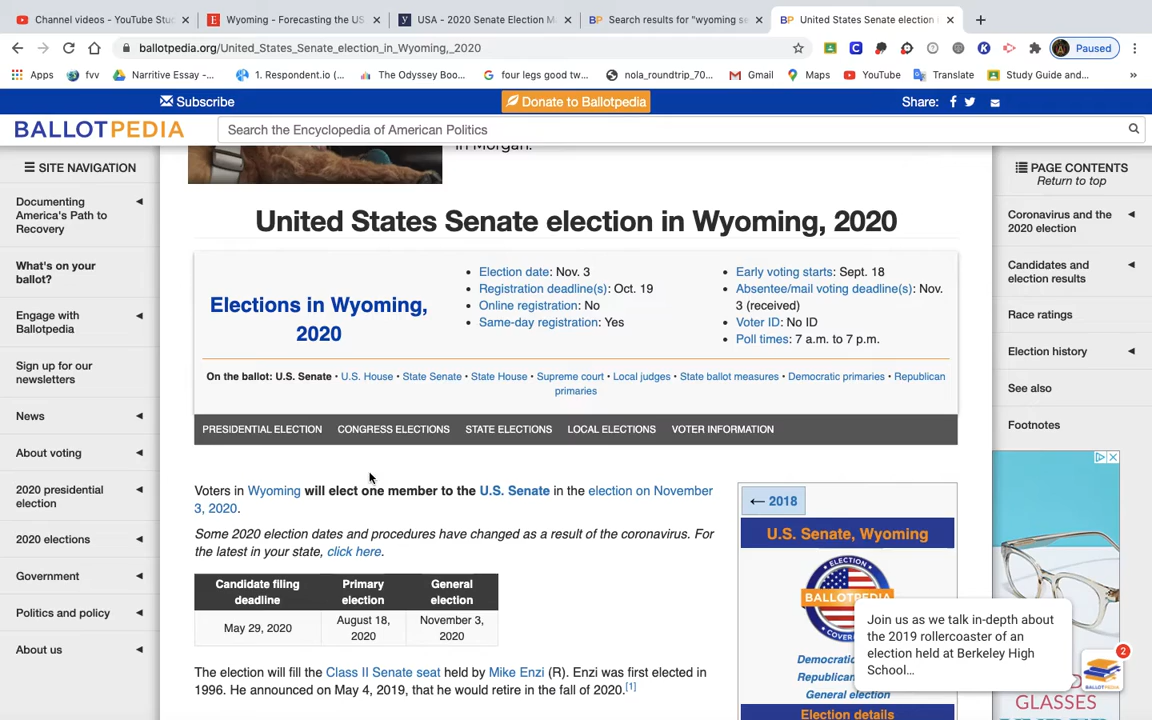 Channel videos - YouTube Stu
Wyoming - Forecasting the US
USA - 2020 Senate Election M
Search results for "wyoming se
United States Senate election
ballotpedia.org/United_States_Senate_election_in_Wyoming,_2020
Paused
Apps
fvv
Narritive Essay -...
1. Respondent.io (...
The Odyssey Boo...
four legs good tw...
nola_roundtrip_70...
Gmail
Maps
YouTube
Translate
Study Guide and...
Subscribe
Donate to Ballotpedia
Share:
BALLOTPEDIA
Search the Encyclopedia of American Politics
SITE NAVIGATION
Documenting
America's Path to
Recovery
What's on your
ballot?
Engage with
Ballotpedia
Sign up for our
newsletters
News
About voting
2020 presidential
election
2020 elections
Government
Politics and policy
About us
in Morgan.
United States Senate election in Wyoming, 2020
Elections in Wyoming,
2020
• Election date: Nov. 3
• Registration deadline(s): Oct. 19
• Online registration: No
• Same-day registration: Yes
• Early voting starts: Sept. 18
• Absentee/mail voting deadline(s): Nov.
3 (received)
• Voter ID: No ID
• Poll times: 7 a.m. to 7 p.m.
On the ballot: U.S. Senate • U.S. House • State Senate • State House • Supreme court • Local judges • State ballot measures • Democratic primaries • Republican
primaries
PRESIDENTIAL ELECTION CONGRESS ELECTIONS STATE ELECTIONS LOCAL ELECTIONS VOTER INFORMATION
Voters in Wyoming will elect one member to the U.S. Senate in the election on November
3, 2020.
Some 2020 election dates and procedures have changed as a result of the coronavirus. For
the latest in your state, click here.
Candidate filing
deadline
Primary
election
General
election
May 29, 2020
August 18,
2020
November 3,
2020
The election will fill the Class II Senate seat held by Mike Enzi (R). Enzi was first elected in
1996. He announced on May 4, 2019, that he would retire in the fall of 2020.[1]
← 2018
U.S. Senate, Wyoming
ELECTION
BALLOTPEDIA
Democratic
Republican
General election
Election details
PAGE CONTENTS
Return to top
Coronavirus and the
2020 election
Candidates and
election results
Race ratings
Election history
See also
Footnotes
Join us as we talk in-depth about
the 2019 rollercoaster of an
election held at Berkeley High
School...
2
BALLOTPEDIA
GLASSES